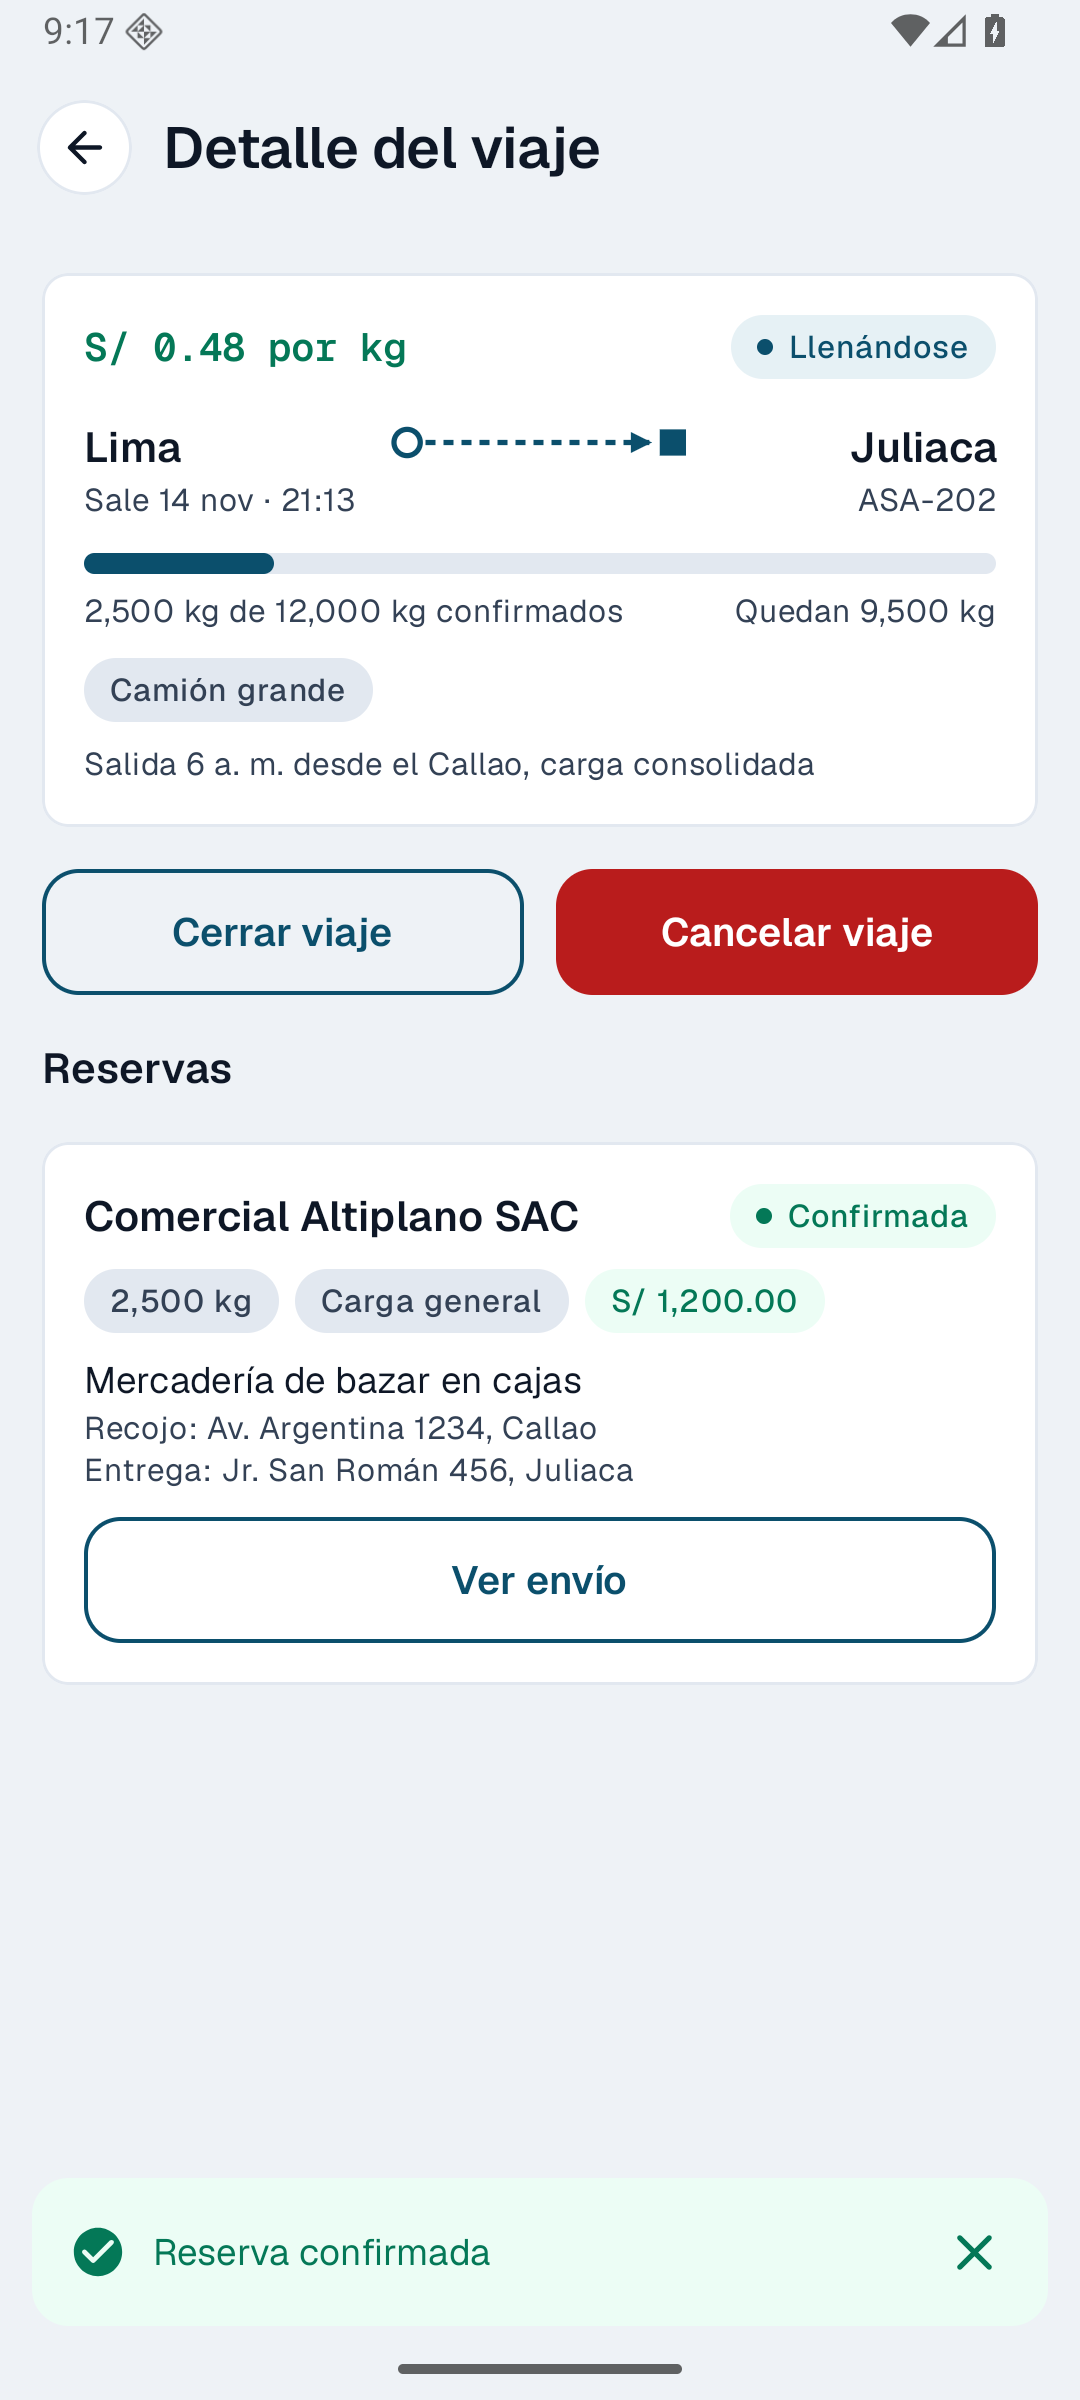 9:17
Detalle del viaje
S/ 0.48 por kg
Llenándose
Lima
Juliaca
Sale 14 nov · 21:13
ASA-202
2,500 kg de 12,000 kg confirmados
Quedan 9,500 kg
Camión grande
Salida 6 a. m. desde el Callao, carga consolidada
Cerrar viaje
Cancelar viaje
Reservas
Comercial Altiplano SAC
Confirmada
2,500 kg
Carga general
S/ 1,200.00
Mercadería de bazar en cajas
Recojo: Av. Argentina 1234, Callao
Entrega: Jr. San Román 456, Juliaca
Ver envío
Reserva confirmada